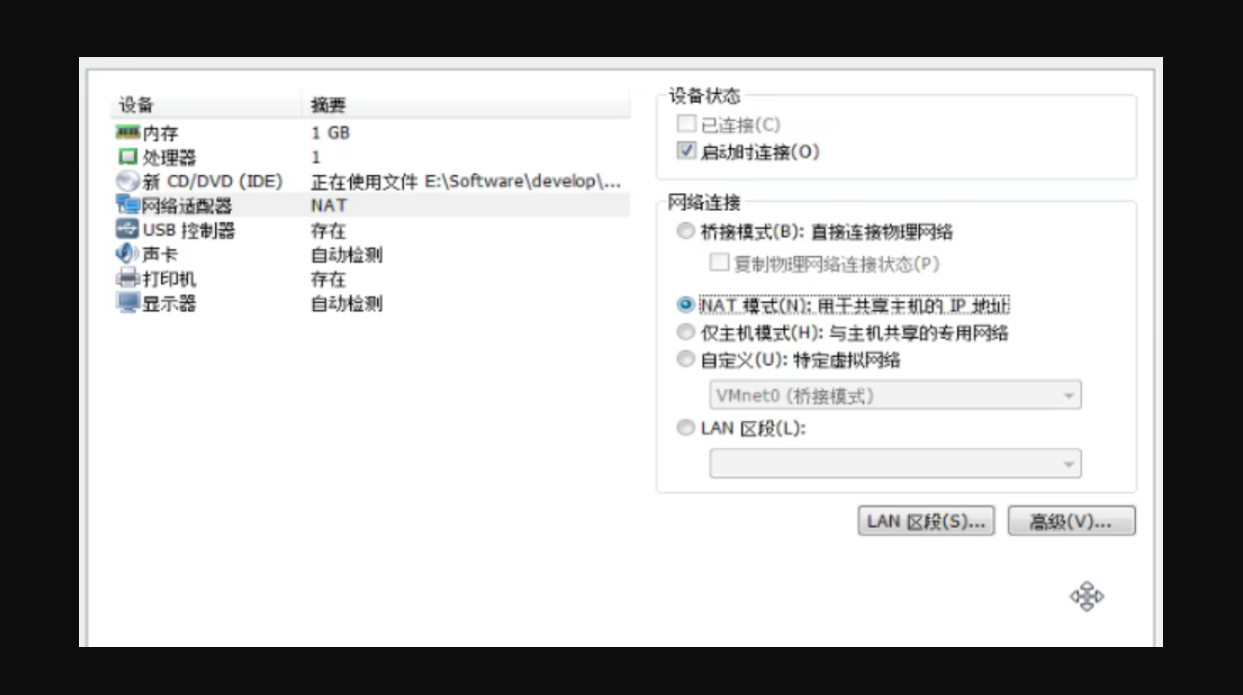 设备 摘要
内存 1 GB
处理器 1
新 CD/DVD (IDE) 正在使用文件 E:\Software\develop\...
网络适配器 NAT
USB 控制器 存在
声卡 自动检测
打印机 存在
显示器 自动检测
设备状态
已连接(C)
启动时连接(O)
网络连接
桥接模式(B): 直接连接物理网络
复制物理网络连接状态(P)
NAT 模式(N): 用于共享主机的 IP 地址
仅主机模式(H): 与主机共享的专用网络
自定义(U): 特定虚拟网络
VMnet0 (桥接模式)
LAN 区段(L):
LAN 区段(S)... 高级(V)...